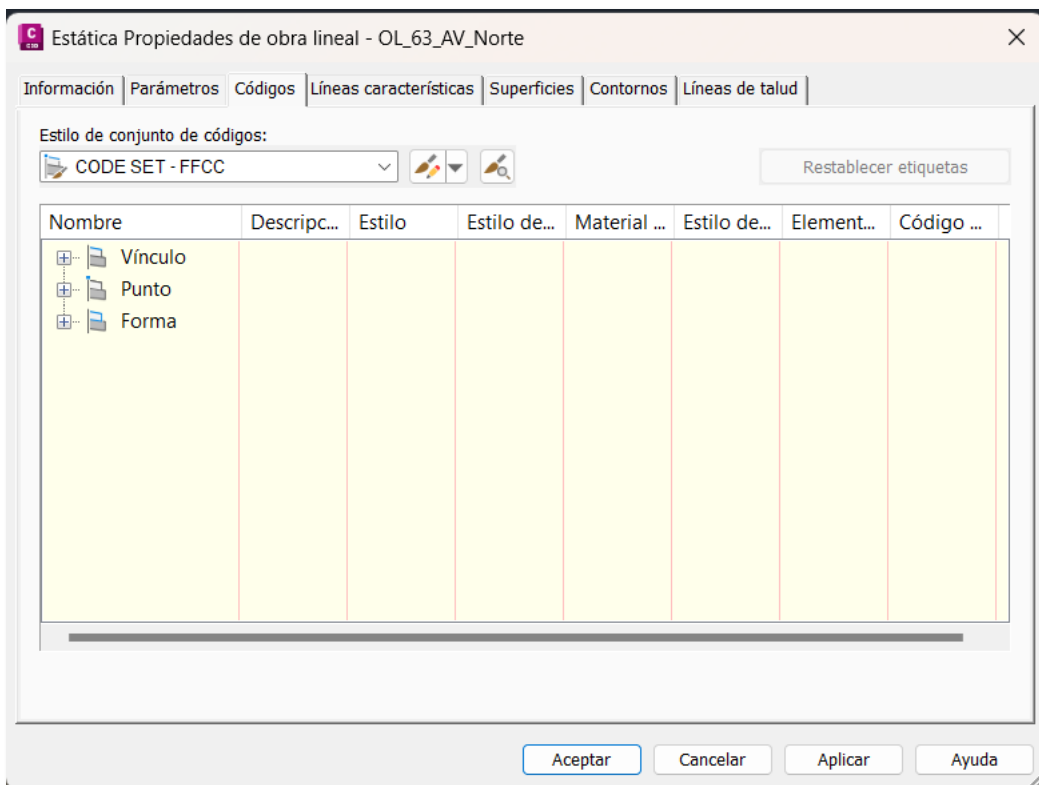 Estática Propiedades de obra lineal - OL_63_AV_Norte
Información Parámetros Códigos Líneas características Superficies Contornos Líneas de talud
Estilo de conjunto de códigos:
CODE SET - FFCC Restablecer etiquetas
Nombre Descripc... Estilo Estilo de... Material ... Estilo de... Element... Código ...
Vínculo
Punto
Forma
Aceptar Cancelar Aplicar Ayuda